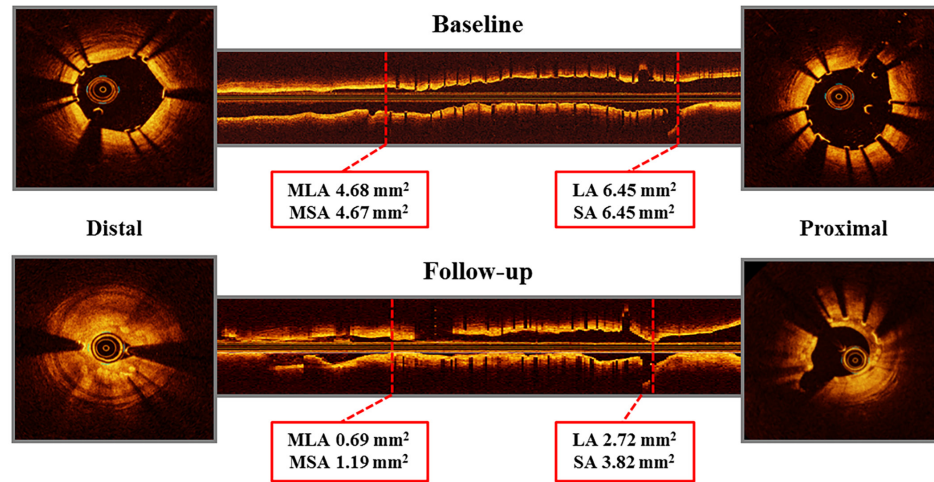 Baseline
MLA 4.68 mm²
MSA 4.67 mm²
LA 6.45 mm²
SA 6.45 mm²
Distal
Proximal
Follow-up
MLA 0.69 mm²
MSA 1.19 mm²
LA 2.72 mm²
SA 3.82 mm²